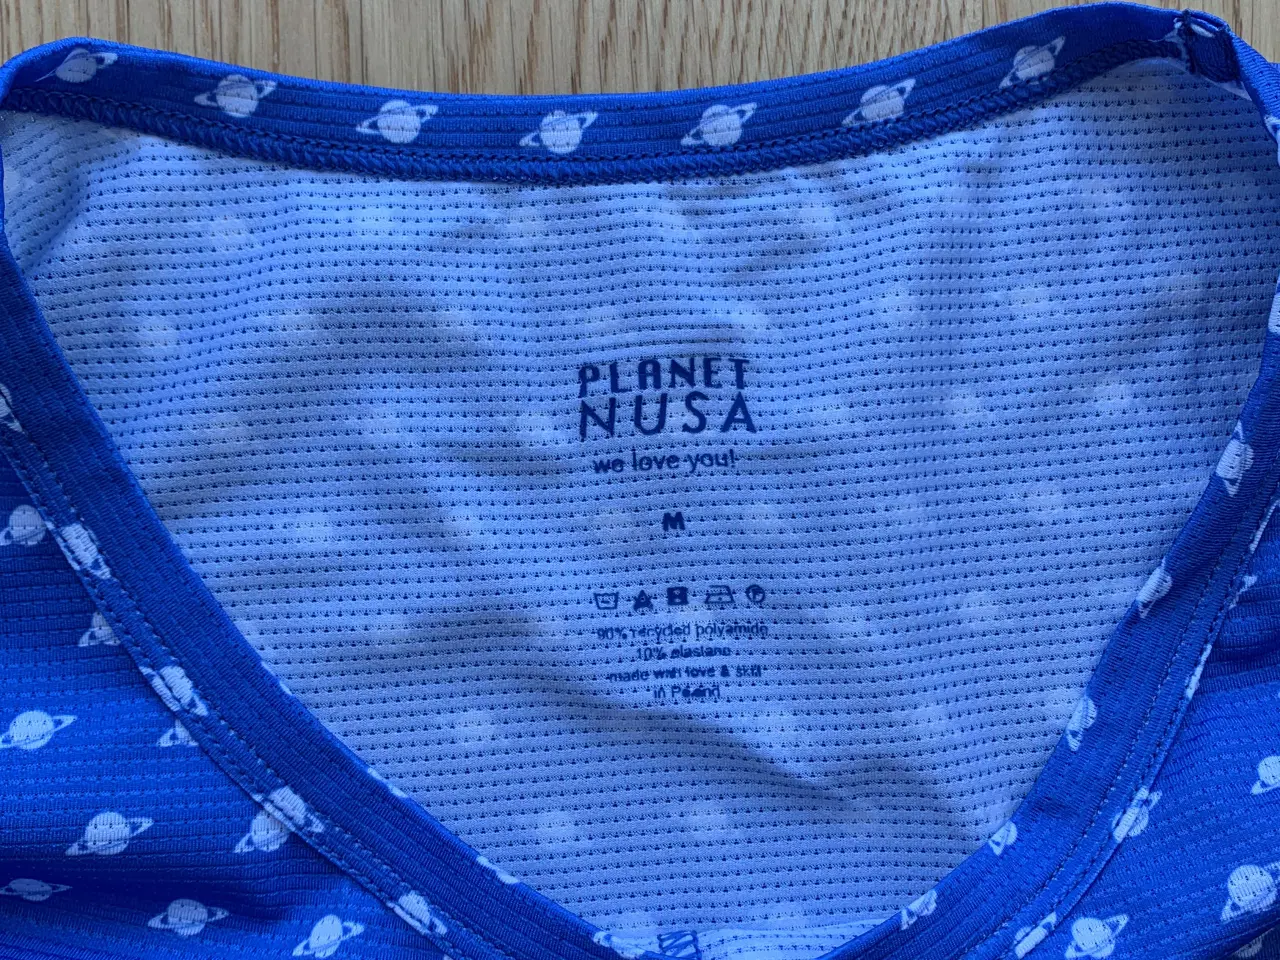 PLANET
NUSA
we love you!
M
90% recycled polyamide
10% elastane
made with love & skill
in Poland